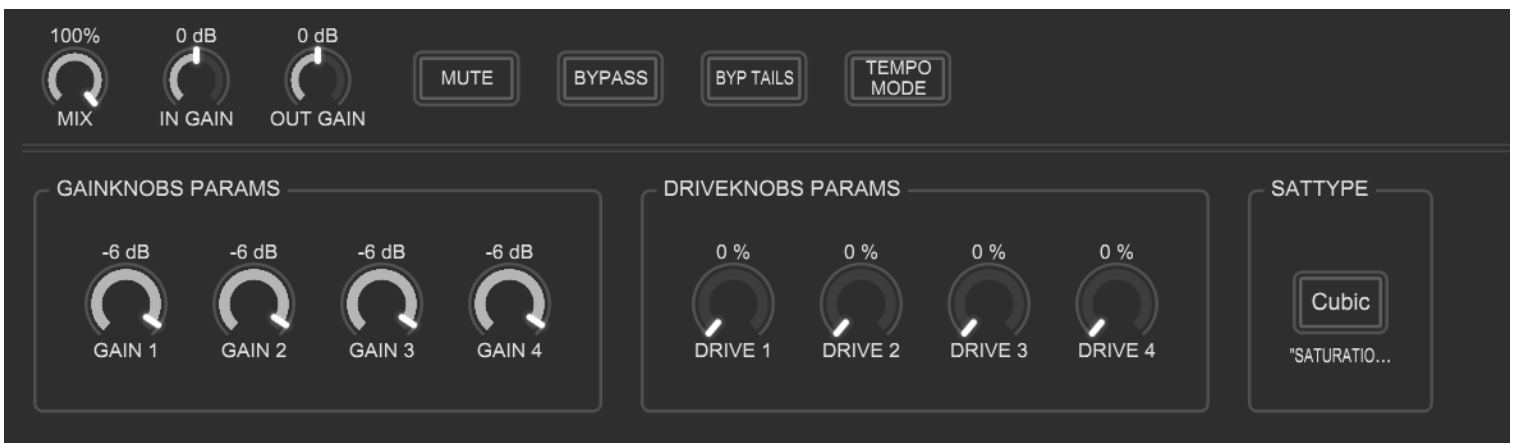 100% 0 dB 0 dB
MUTE BYPASS BYP TAILS TEMPO
MODE
MIX IN GAIN OUT GAIN
GAINKNOBS PARAMS DRIVEKNOBS PARAMS SATTYPE
-6 dB -6 dB -6 dB -6 dB 0 % 0 % 0 % 0 %
Cubic
GAIN 1 GAIN 2 GAIN 3 GAIN 4 DRIVE 1 DRIVE 2 DRIVE 3 DRIVE 4 "SATURATIO...